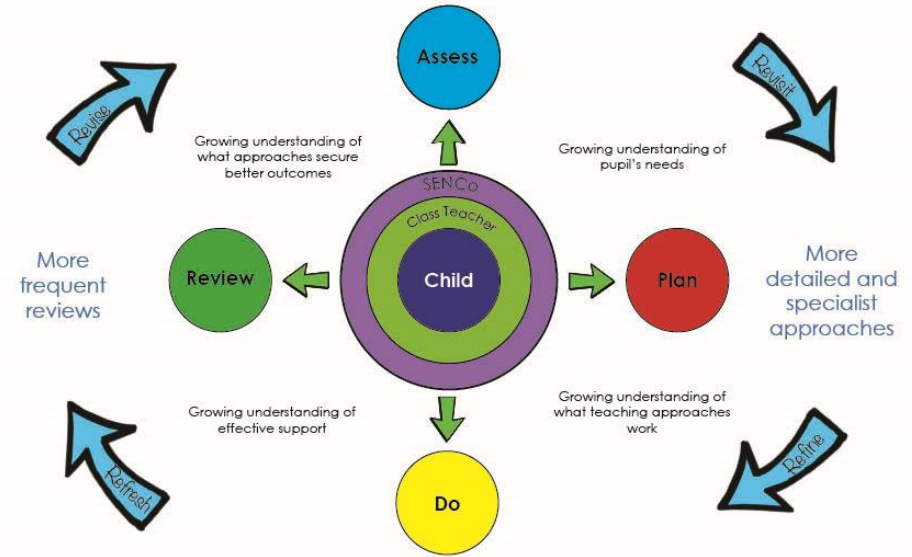 Assess
Revise
Revisit
Growing understanding of
what approaches secure
better outcomes
Growing understanding of
pupil's needs
SENCo
Class Teacher
Child
Review
Plan
More
frequent
reviews
More
detailed and
specialist
approaches
Growing understanding of
effective support
Growing understanding of
what teaching approaches
work
Refresh
Refine
Do